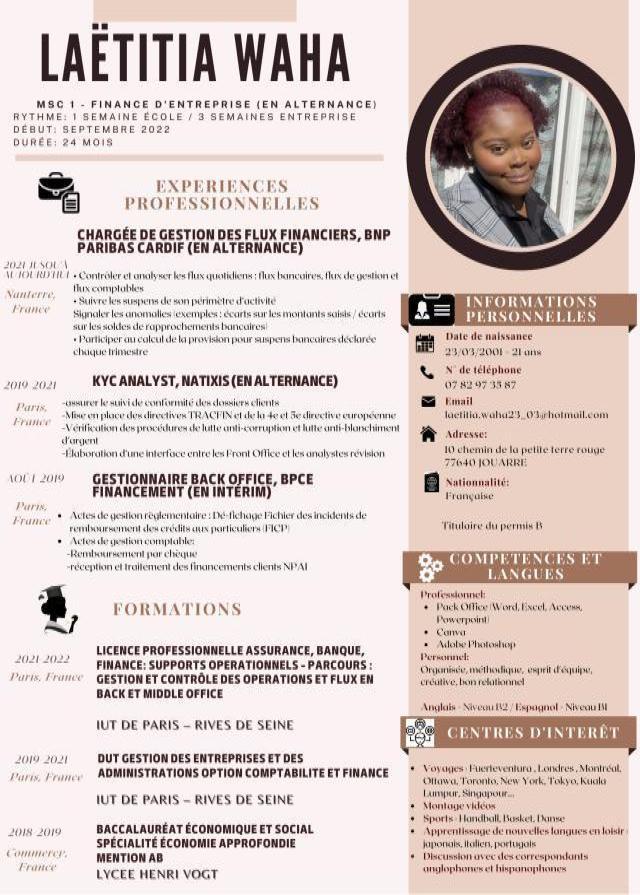 LAËTITIA WAHA
MSC 1 - FINANCE D'ENTREPRISE (EN ALTERNANCE)
RYTHME: 1 SEMAINE ÉCOLE / 3 SEMAINES ENTREPRISE
DÉBUT: SEPTEMBRE 2022
DURÉE: 24 MOIS
EXPERIENCES
PROFESSIONNELLES
CHARGÉE DE GESTION DES FLUX FINANCIERS, BNP
PARIBAS CARDIF (EN ALTERNANCE)
2021 JUSQU'À
AUJOURD'HUI
Nanterre,
France
• Contrôler et analyser les flux quotidiens : flux bancaires, flux de gestion et
flux comptables
• Suivre les suspens de son périmètre d'activité
Signaler les anomalies (exemples : écarts sur les montants saisis / écarts
sur les soldes de rapprochements bancaires)
• Participer au calcul de la provision pour suspens bancaires déclarée
chaque trimestre
2019-2021
KYC ANALYST, NATIXIS (EN ALTERNANCE)
Paris,
France
-assurer le suivi de conformité des dossiers clients
-Mise en place des directives TRACFIN et de la 4e et 5e directive européenne
-Vérification des procédures de lutte anti-corruption et lutte anti-blanchiment
d'argent
-Élaboration d'une interface entre les Front Office et les analystes révision
AOÛT 2019
GESTIONNAIRE BACK OFFICE, BPCE
FINANCEMENT (EN INTÉRIM)
Paris,
France
• Actes de gestion règlementaire : Dé-fichage Fichier des incidents de
remboursement des crédits aux particuliers (FICP)
• Actes de gestion comptable:
-Remboursement par chèque
-réception et traitement des financements clients NPAI
FORMATIONS
2021-2022
Paris, France
LICENCE PROFESSIONNELLE ASSURANCE, BANQUE,
FINANCE: SUPPORTS OPERATIONNELS - PARCOURS :
GESTION ET CONTRÔLE DES OPERATIONS ET FLUX EN
BACK ET MIDDLE OFFICE
IUT DE PARIS – RIVES DE SEINE
2019-2021
Paris, France
DUT GESTION DES ENTREPRISES ET DES
ADMINISTRATIONS OPTION COMPTABILITE ET FINANCE
IUT DE PARIS – RIVES DE SEINE
2018-2019
Commercy,
France
BACCALAURÉAT ÉCONOMIQUE ET SOCIAL
SPÉCIALITÉ ÉCONOMIE APPROFONDIE
MENTION AB
LYCEE HENRI VOGT
INFORMATIONS
PERSONNELLES
Date de naissance
23/03/2001 - 21 ans
N° de téléphone
07 82 97 35 87
Email
laetitia.waha23_03@hotmail.com
Adresse:
10 chemin de la petite terre rouge
77640 JOUARRE
Nationalité:
Française
Titulaire du permis B
COMPETENCES ET
LANGUES
Professionnel:
• Pack Office (Word, Excel, Access,
Powerpoint)
• Canva
• Adobe Photoshop
Personnel:
Organisée, méthodique, esprit d'équipe,
créative, bon relationnel
Anglais - Niveau B2 / Espagnol - Niveau B1
CENTRES D'INTERÊT
• Voyages : Fuerteventura , Londres , Montréal,
Ottawa, Toronto, New York, Tokyo, Kuala
Lumpur, Singapour...
• Montage vidéos
• Sports : Handball, Basket, Danse
• Apprentissage de nouvelles langues en loisir :
japonais, italien, portugais
• Discussion avec des correspondants
anglophones et hispanophones